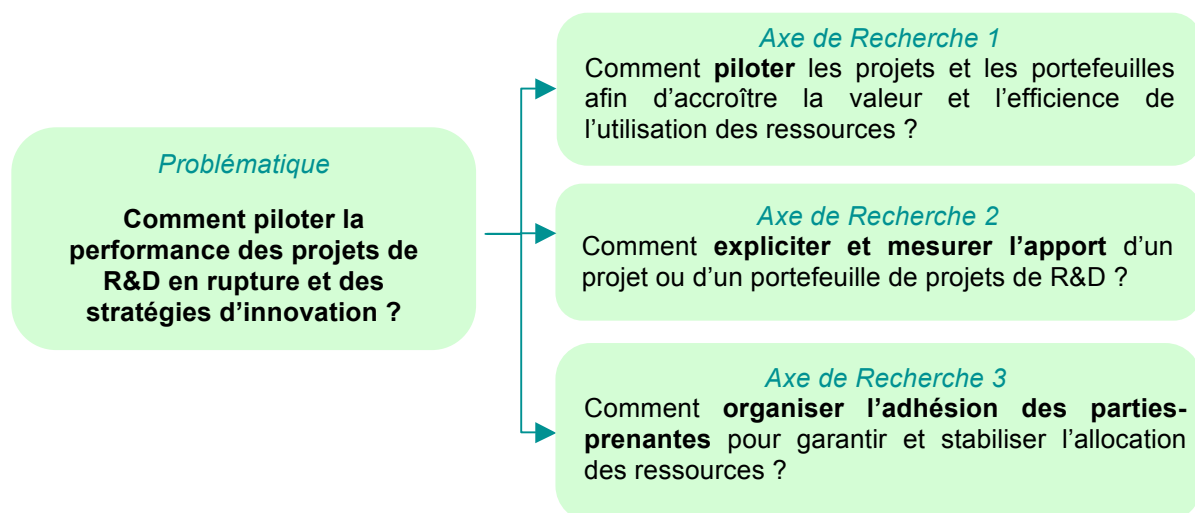 Problématique
Comment piloter la
performance des projets de
R&D en rupture et des
stratégies d’innovation ?
Axe de Recherche 1
Comment piloter les projets et les portefeuilles
afin d’accroître la valeur et l’efficience de
l’utilisation des ressources ?
Axe de Recherche 2
Comment expliciter et mesurer l’apport d’un
projet ou d’un portefeuille de projets de R&D ?
Axe de Recherche 3
Comment organiser l’adhésion des parties-
prenantes pour garantir et stabiliser l’allocation
des ressources ?